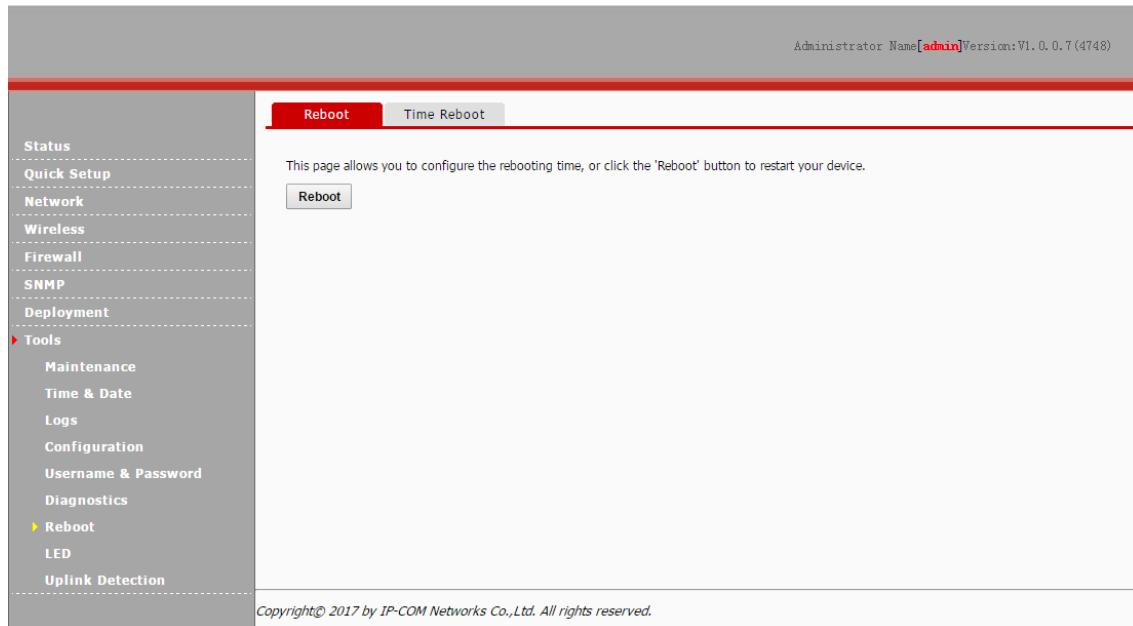 Administrator Name[admin]Version:V1.0.0.7(4748)
Reboot
Time Reboot
Status
Quick Setup
Network
Wireless
Firewall
SNMP
Deployment
Tools
Maintenance
Time & Date
Logs
Configuration
Username & Password
Diagnostics
Reboot
LED
Uplink Detection
This page allows you to configure the rebooting time, or click the 'Reboot' button to restart your device.
Reboot
Copyright© 2017 by IP-COM Networks Co.,Ltd. All rights reserved.